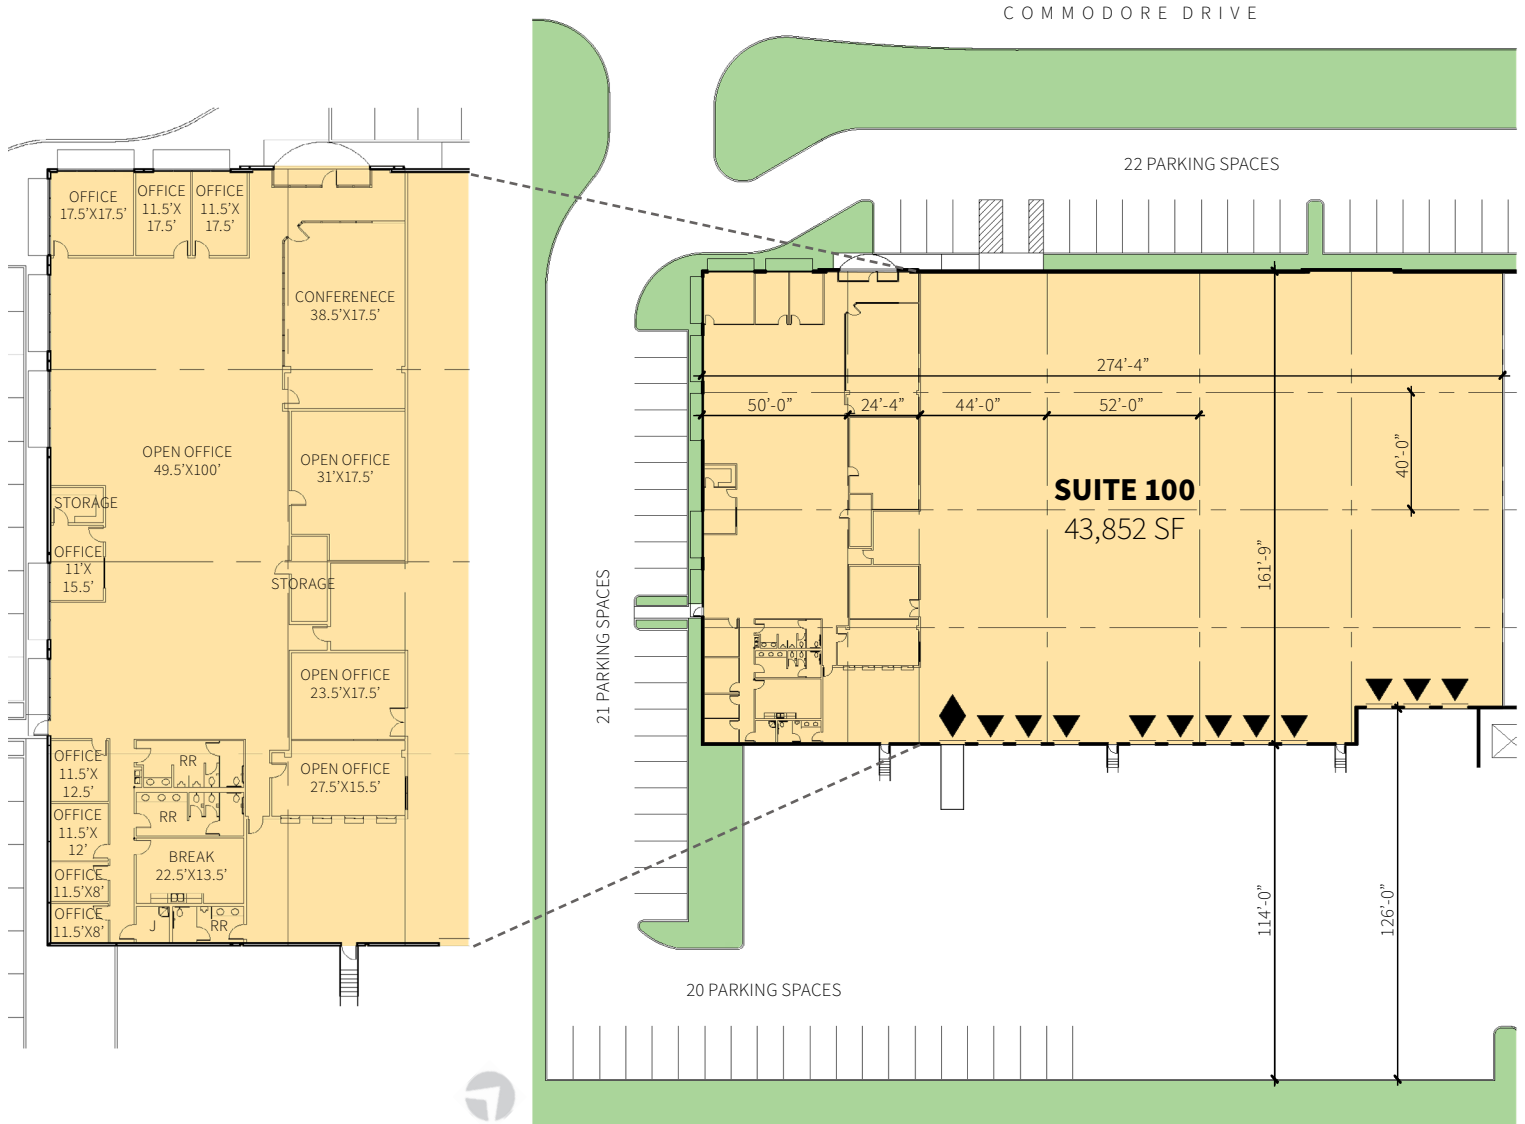 COMMODORE DRIVE
22 PARKING SPACES
OFFICE
17.5'X17.5'
OFFICE
11.5'X
17.5'
OFFICE
11.5'X
17.5'
CONFERENECE
38.5'X17.5'
OPEN OFFICE
49.5'X100'
OPEN OFFICE
31'X17.5'
STORAGE
OFFICE
11'X
15.5'
STORAGE
OPEN OFFICE
23.5'X17.5'
OFFICE
11.5'X
12.5'
RR
OPEN OFFICE
27.5'X15.5'
OFFICE
11.5'X
12'
RR
BREAK
22.5'X13.5'
OFFICE
11.5'X8'
OFFICE
11.5'X8'
J
RR
274'-4"
50'-0"
24'-4"
44'-0"
52'-0"
40'-0"
SUITE 100
43,852 SF
161'-9"
21 PARKING SPACES
114'-0"
126'-0"
20 PARKING SPACES